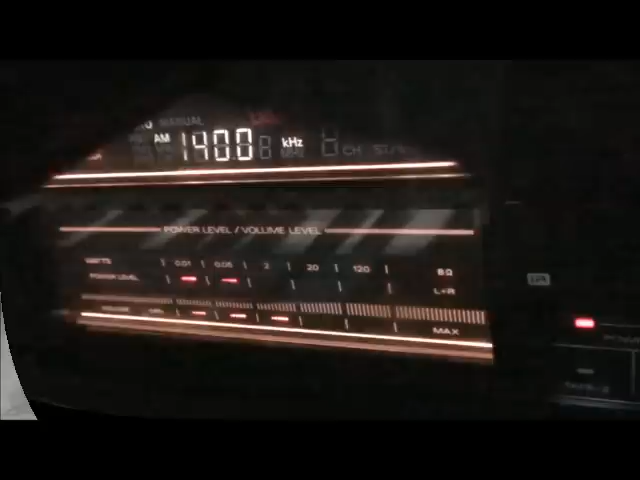 MANUAL
AM 1400 kHz
CH ST/
POWER LEVEL / VOLUME LEVEL
WATTS 0.01 0.05 2 20 120 8Ω
POWER LEVEL L+R
VOLUME MIN MAX